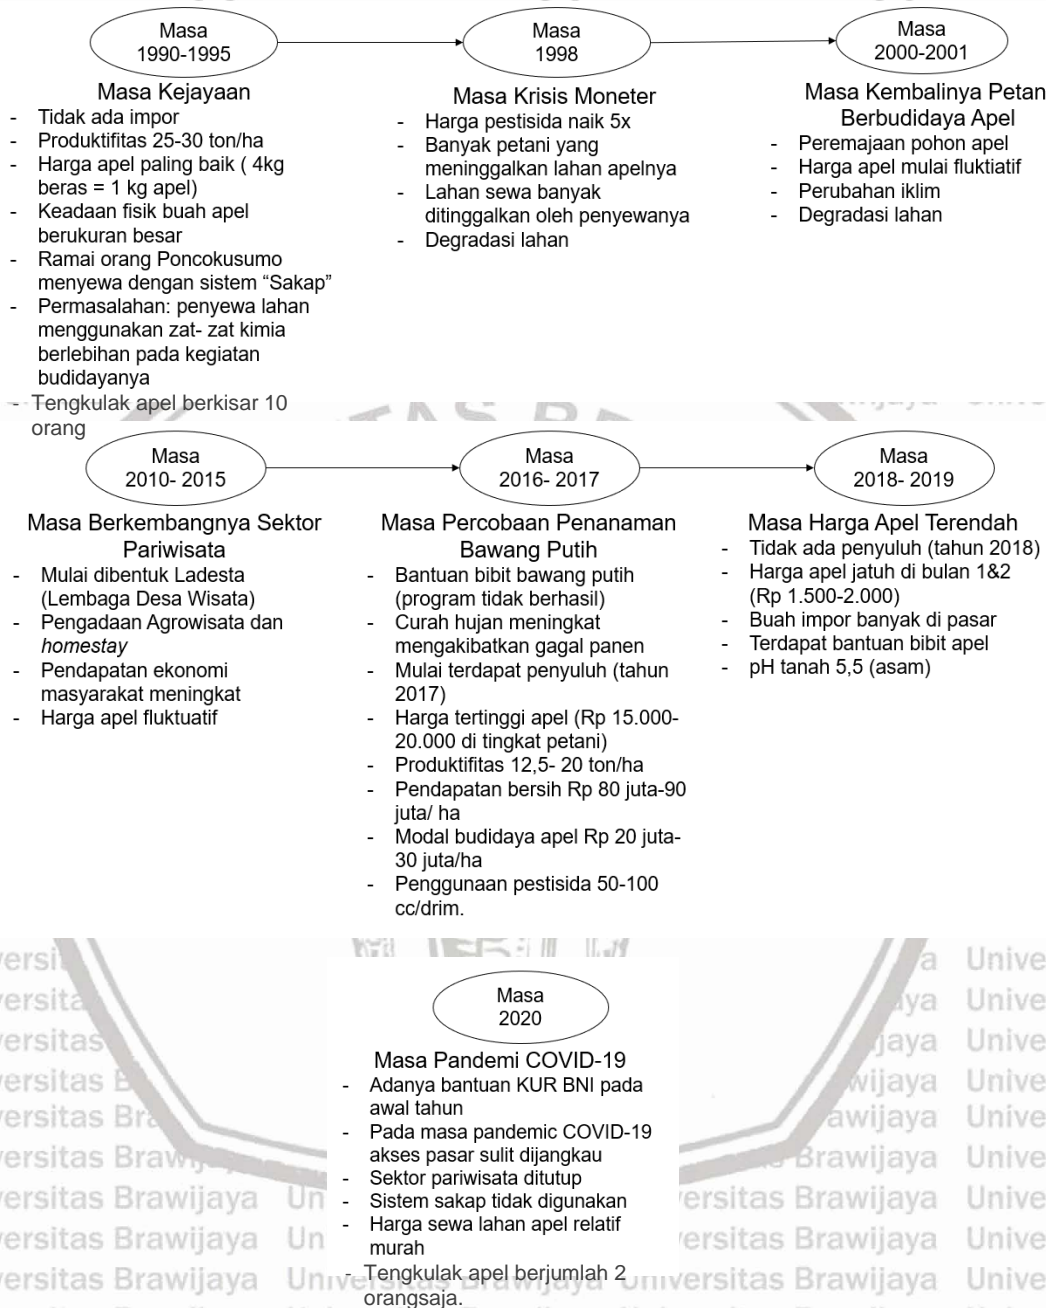 Masa
1990-1995
Masa Kejayaan
- Tidak ada impor
- Produktifitas 25-30 ton/ha
- Harga apel paling baik ( 4kg
beras = 1 kg apel)
- Keadaan fisik buah apel
berukuran besar
- Ramai orang Poncokusumo
menyewa dengan sistem “Sakap”
- Permasalahan: penyewa lahan
menggunakan zat- zat kimia
berlebihan pada kegiatan
budidayanya
- Tengkulak apel berkisar 10
orang
Masa
1998
Masa Krisis Moneter
- Harga pestisida naik 5x
- Banyak petani yang
meninggalkan lahan apelnya
- Lahan sewa banyak
ditinggalkan oleh penyewanya
- Degradasi lahan
Masa
2000-2001
Masa Kembalinya Petan
Berbudidaya Apel
- Peremajaan pohon apel
- Harga apel mulai fluktiatif
- Perubahan iklim
- Degradasi lahan
Masa
2010- 2015
Masa Berkembangnya Sektor
Pariwisata
- Mulai dibentuk Ladesta
(Lembaga Desa Wisata)
- Pengadaan Agrowisata dan
homestay
- Pendapatan ekonomi
masyarakat meningkat
- Harga apel fluktuatif
Masa
2016- 2017
Masa Percobaan Penanaman
Bawang Putih
- Bantuan bibit bawang putih
(program tidak berhasil)
- Curah hujan meningkat
mengakibatkan gagal panen
- Mulai terdapat penyuluh (tahun
2017)
- Harga tertinggi apel (Rp 15.000-
20.000 di tingkat petani)
- Produktifitas 12,5- 20 ton/ha
- Pendapatan bersih Rp 80 juta-90
juta/ ha
- Modal budidaya apel Rp 20 juta-
30 juta/ha
- Penggunaan pestisida 50-100
cc/drim.
Masa
2018- 2019
Masa Harga Apel Terendah
- Tidak ada penyuluh (tahun 2018)
- Harga apel jatuh di bulan 1&2
(Rp 1.500-2.000)
- Buah impor banyak di pasar
- Terdapat bantuan bibit apel
- pH tanah 5,5 (asam)
Masa
2020
Masa Pandemi COVID-19
- Adanya bantuan KUR BNI pada
awal tahun
- Pada masa pandemic COVID-19
akses pasar sulit dijangkau
- Sektor pariwisata ditutup
- Sistem sakap tidak digunakan
- Harga sewa lahan apel relatif
murah
- Tengkulak apel berjumlah 2
orangsaja.